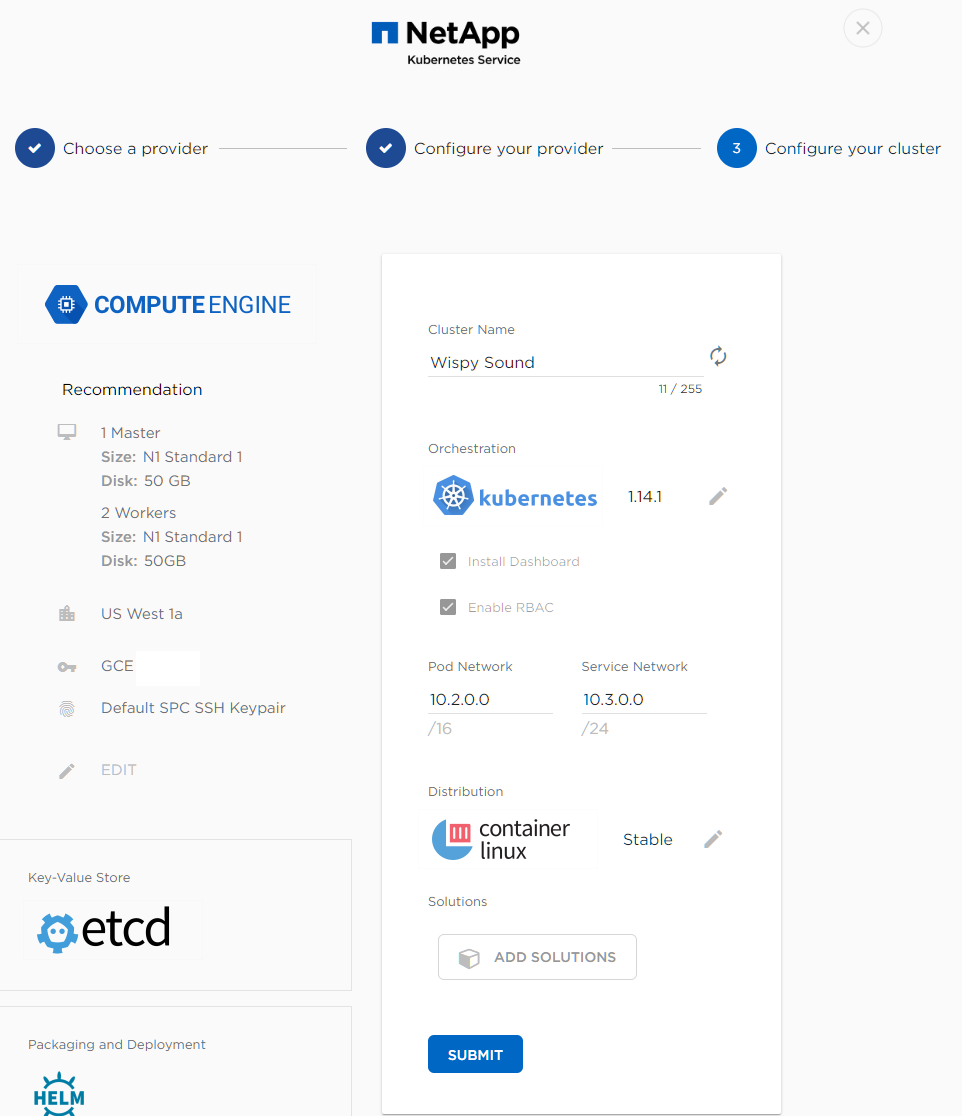 NetApp
Kubernetes Service
Choose a provider
Configure your provider
3
Configure your cluster
COMPUTE ENGINE
Recommendation
1 Master
Size: N1 Standard 1
Disk: 50 GB
2 Workers
Size: N1 Standard 1
Disk: 50GB
US West 1a
GCE
Default SPC SSH Keypair
EDIT
Key-Value Store
etcd
Packaging and Deployment
HELM
Cluster Name
Wispy Sound
11 / 255
Orchestration
kubernetes 1.14.1
Install Dashboard
Enable RBAC
Pod Network Service Network
10.2.0.0 10.3.0.0
/16 /24
Distribution
container
linux
Stable
Solutions
ADD SOLUTIONS
SUBMIT